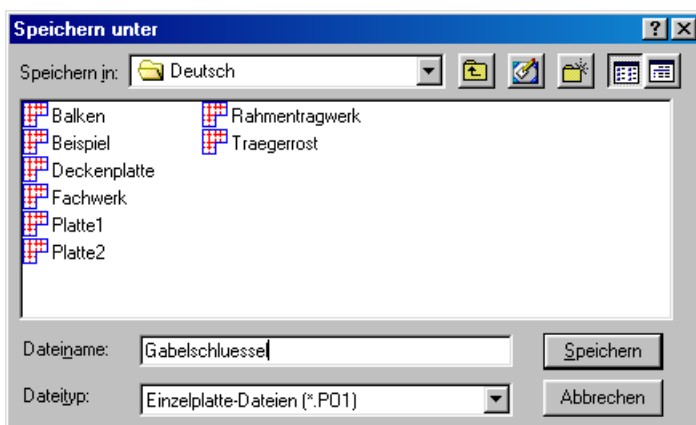 Speichern unter
Speichern in: Deutsch
Balken Rahmentragwerk
Beispiel Traegerrost
Deckenplatte
Fachwerk
Platte1
Platte2
Dateiname: Gabelschluessel Speichern
Dateityp: Einzelplatte-Dateien (*.PO1) Abbrechen